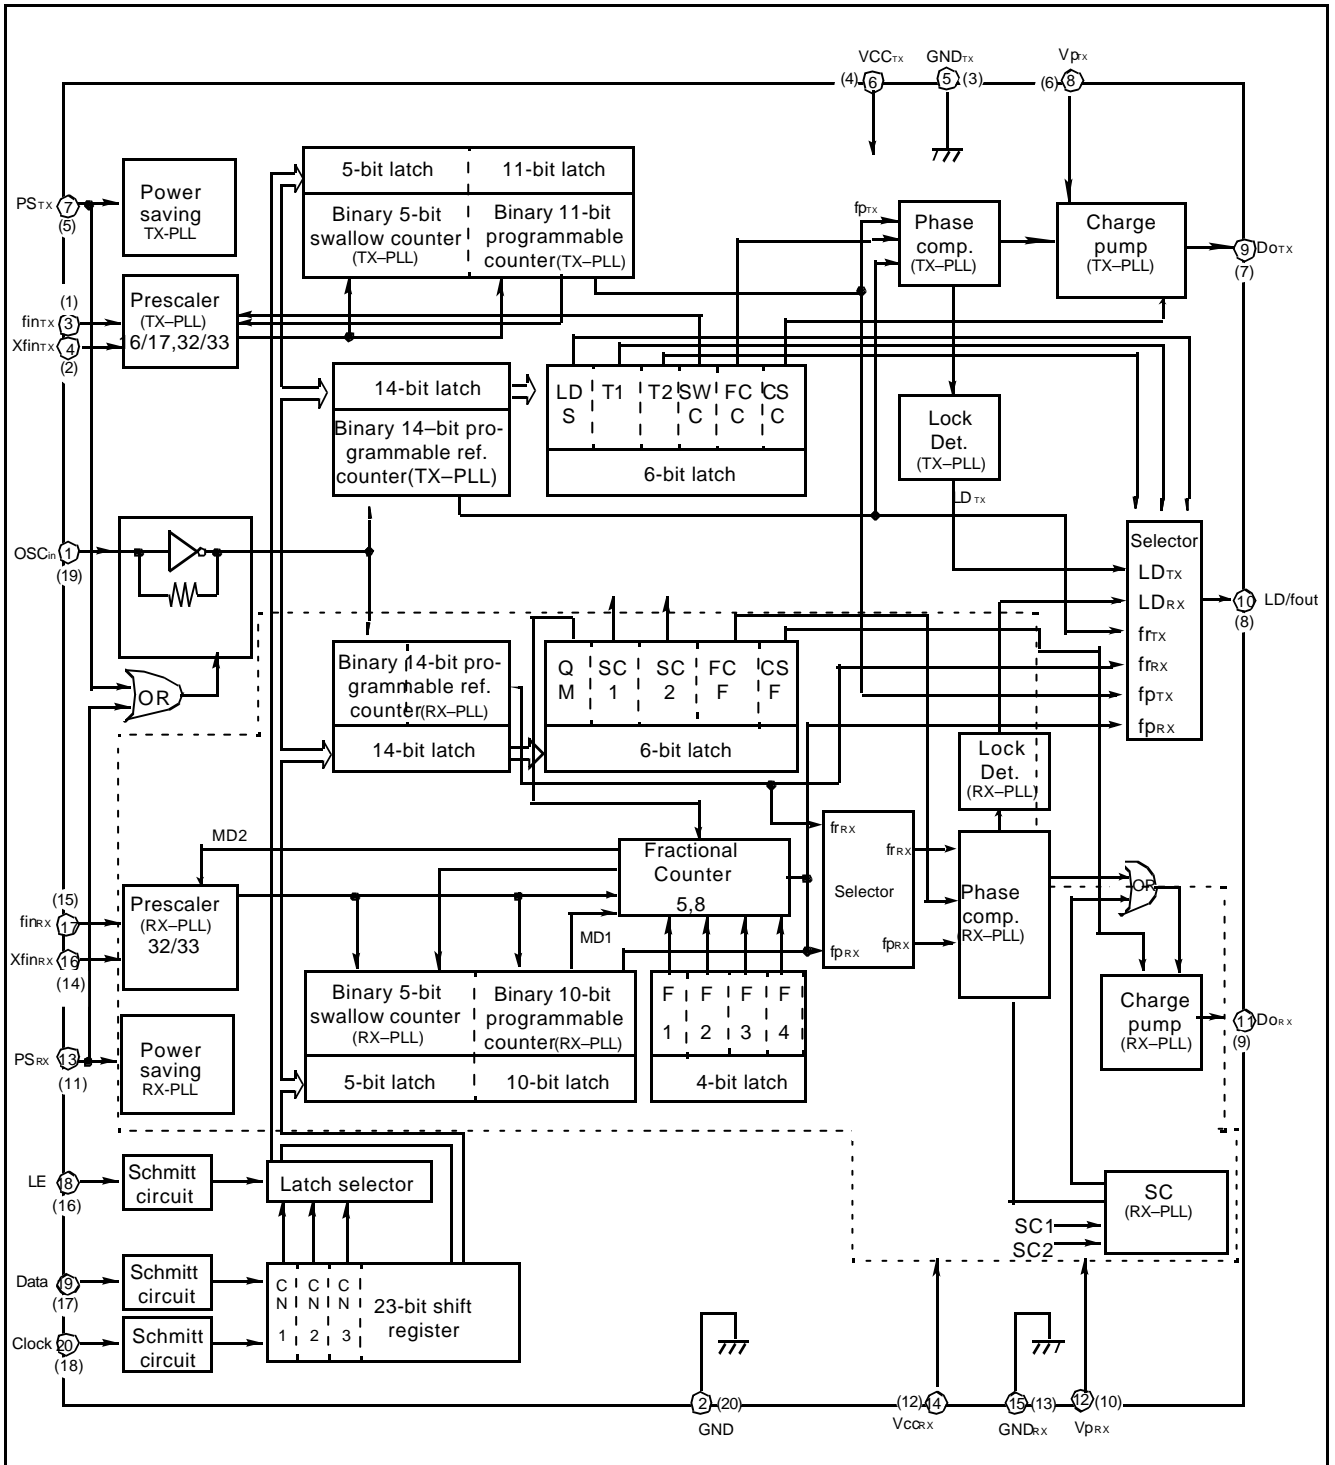 VCCTX
GNDTX
VpTX
(4) 6
5 (3)
(6) 8
5-bit latch
11-bit latch
Power
saving
TX-PLL
PSTX
7
(5)
Binary 5-bit
swallow counter
(TX–PLL)
Binary 11-bit
programmable
counter(TX–PLL)
fpTX
Phase
comp.
(TX–PLL)
Charge
pump
(TX–PLL)
9 DoTX
(7)
(1)
finTX 3
XfinTX 4
(2)
Prescaler
(TX–PLL)
6/17,32/33
14-bit latch
Binary 14–bit pro-
grammable ref.
counter(TX–PLL)
LD
S
T1
T2
SW
C
FC
C
CS
C
6-bit latch
Lock
Det.
(TX–PLL)
LDTX
OSCin 1
(19)
Selector
LDTX
LDRX
frTX
frRX
fpTX
fpRX
10 LD/fout
(8)
OR
Binary 14-bit pro-
grammable ref.
counter(RX–PLL)
14-bit latch
Q
M
SC
1
SC
2
FC
F
CS
F
6-bit latch
Lock
Det.
(RX–PLL)
MD2
Fractional
Counter
5,8
frRX
frRX
Selector
fpRX
fpRX
Phase
comp.
(RX–PLL)
OR
(15)
finRX 17
XfinRX 16
(14)
Prescaler
(RX–PLL)
32/33
MD1
Binary 5-bit
swallow counter
(RX–PLL)
Binary 10-bit
programmable
counter(RX–PLL)
5-bit latch
10-bit latch
F
1
F
2
F
3
F
4
4-bit latch
Charge
pump
(RX–PLL)
11 DoRX
(9)
PSRX 13
(11)
Power
saving
RX-PLL
LE 18
(16)
Schmitt
circuit
Latch selector
SC
(RX–PLL)
SC1
SC2
Data 19
(17)
Schmitt
circuit
C
N
1
C
N
2
C
N
3
23-bit shift
register
Clock 20
(18)
Schmitt
circuit
2 (20)
GND
(12) 14
VccRX
15 (13)
GNDRX
12 (10)
VpRX